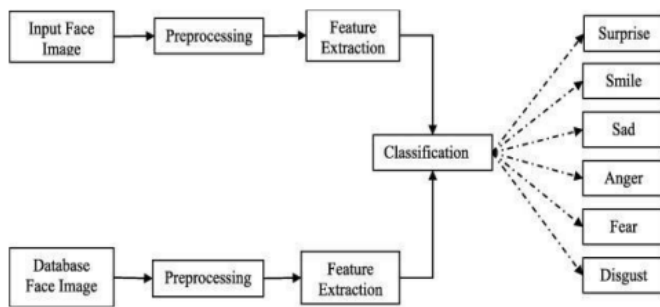 Input Face
Image
Preprocessing
Feature
Extraction
Surprise
Smile
Sad
Classification
Anger
Fear
Disgust
Database
Face Image
Preprocessing
Feature
Extraction